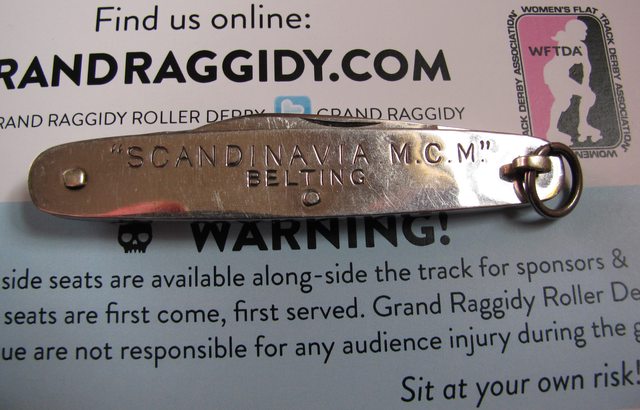 Find us online:
RANDRAGGIDY.COM
RAND RAGGIDY ROLLER DERBY GRAND RAGGIDY
WOMEN'S FLAT TRACK DERBY ASSOCIATION
WFTDA
"SCANDINAVIA M.C.M."
BELTING
WARNING!
side seats are available along-side the track for sponsors &
seats are first come, first served. Grand Raggidy Roller De
ue are not responsible for any audience injury during the g
Sit at your own risk!